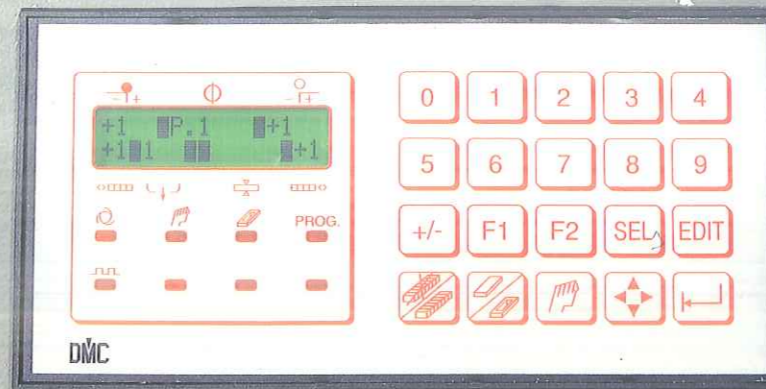 - + - +
+1 P.1 +1
+1 1 +1
PROG.
0 1 2 3 4
5 6 7 8 9
+/- F1 F2 SEL EDIT
DMC